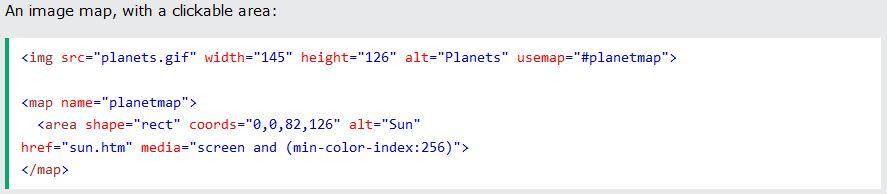 An image map, with a clickable area:
<img src="planets.gif" width="145" height="126" alt="Planets" usemap="#planetmap">
<map name="planetmap">
<area shape="rect" coords="0,0,82,126" alt="Sun"
href="sun.htm" media="screen and (min-color-index:256)">
</map>